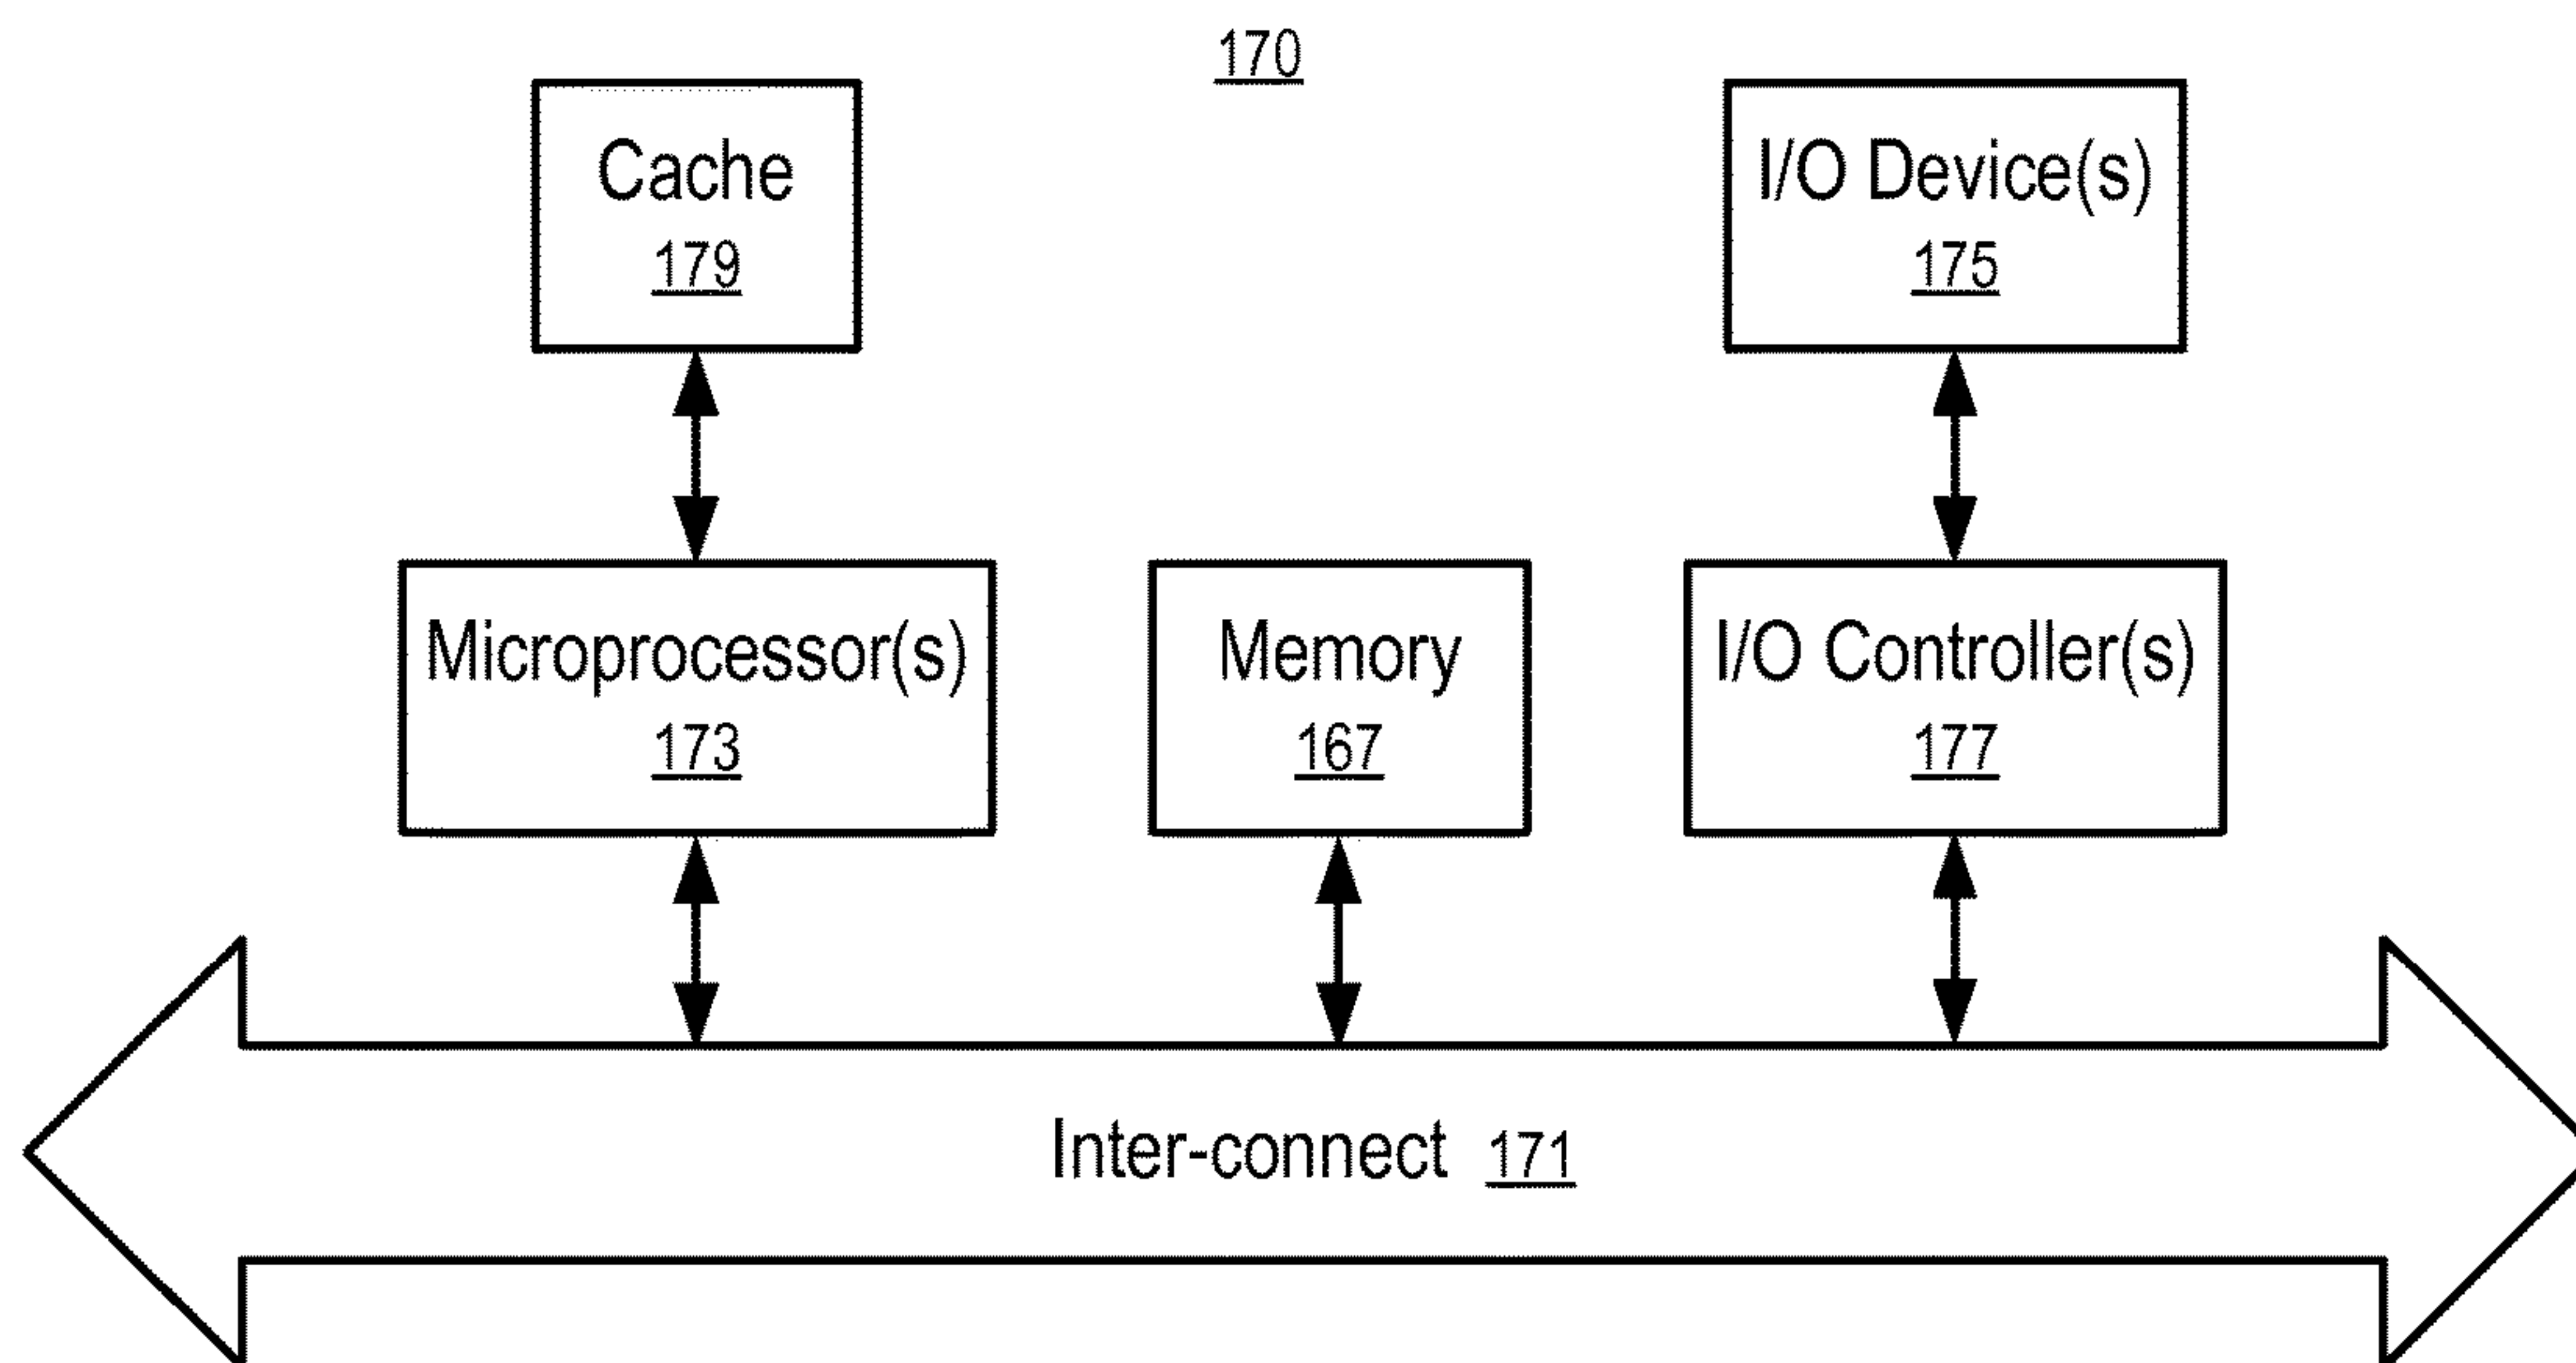 170
Cache
179
I/O Device(s)
175
Microprocessor(s)
173
Memory
167
I/O Controller(s)
177
Inter-connect 171